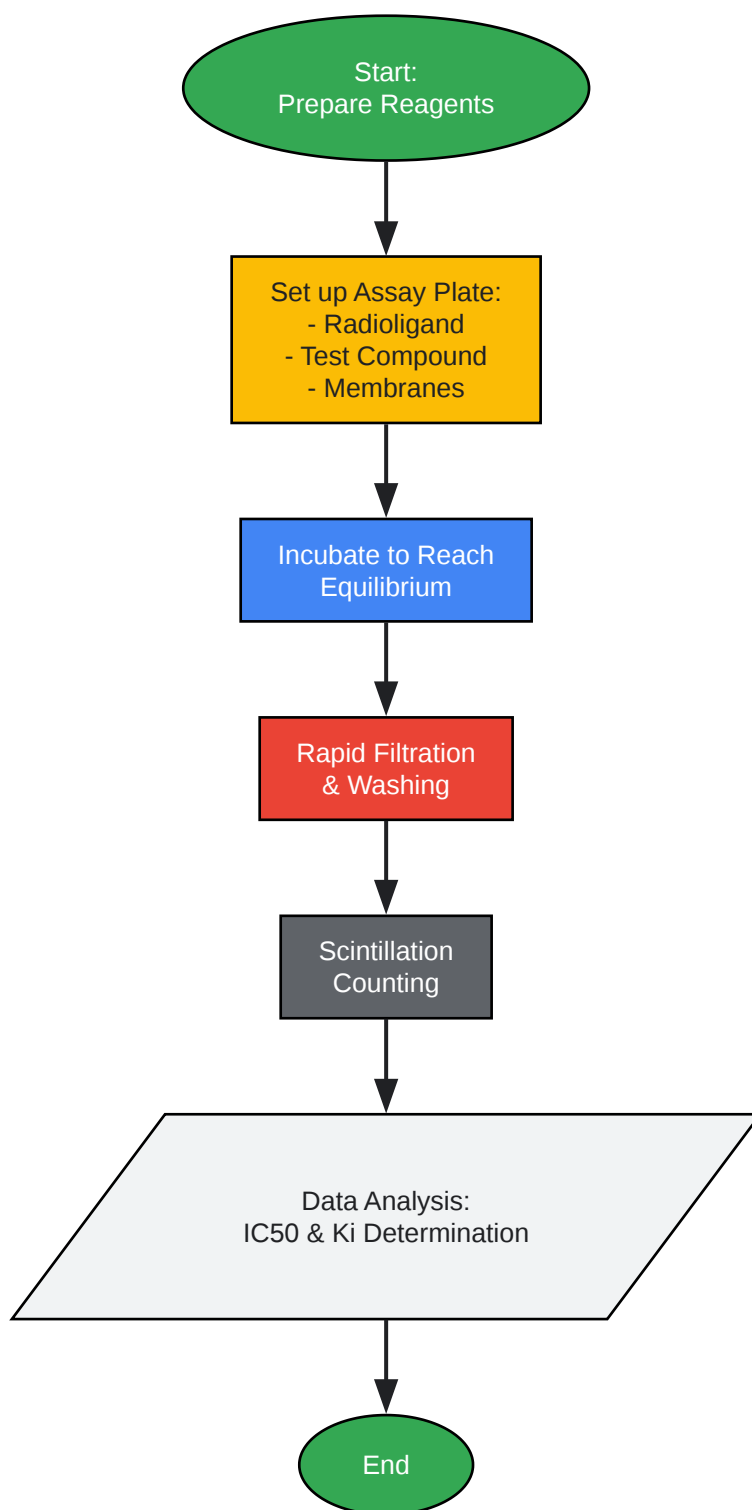 Start:
Prepare Reagents
Set up Assay Plate:
- Radioligand
- Test Compound
- Membranes
Incubate to Reach
Equilibrium
Rapid Filtration
& Washing
Scintillation
Counting
Data Analysis:
IC50 & Ki Determination
End